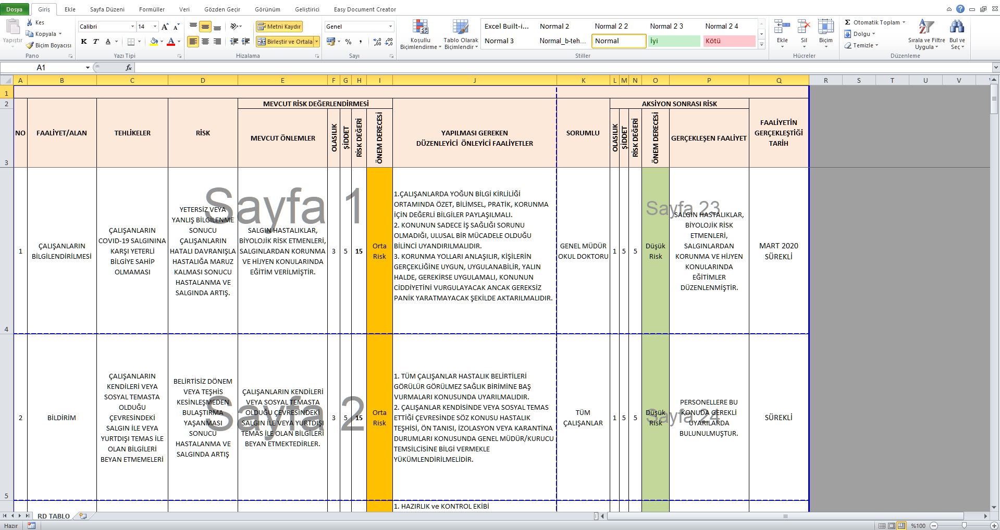 Dosya Giriş Ekle Sayfa Düzeni Formüller Veri Gözden Geçir Görünüm Geliştirici Easy Document Creator
Yapıştır
Kes
Kopyala
Biçim Boyacısı
Pano
Calibri 14
K T A
Yazı Tipi
Metni Kaydır
Birleştir ve Ortala
Hizalama
Genel
%
Sayı
Koşullu Biçimlendirme
Tablo Olarak Biçimlendir
Excel Built-i... Normal 2 Normal 2 2 Normal 2 3 Normal 2 4
Normal 3 Normal_b-teh... Normal İyi Kötü
Stiller
Ekle Sil Biçim
Hücreler
Σ Otomatik Toplam
Dolgu
Temizle
Sırala ve Filtre Uygula
Bul ve Seç
Düzenleme
A1 fx
A B C D E F G H I J K L M N O P Q R S T U V
1
2
3
MEVCUT RİSK DEĞERLENDİRMESİ
AKSİYON SONRASI RİSK
NO
FAALİYET/ALAN
TEHLİKELER
RİSK
MEVCUT ÖNLEMLER
OLASILIK
ŞİDDET
RİSK DEĞERİ
ÖNEM DERECESİ
YAPILMASI GEREKEN
DÜZENLEYİCİ ÖNLEYİCİ FAALİYETLER
SORUMLU
OLASILIK
ŞİDDET
RİSK DEĞERİ
ÖNEM DERECESİ
GERÇEKLEŞEN FAALİYET
FAALİYETİN
GERÇEKLEŞTİĞİ
TARİH
4
1
ÇALIŞANLARIN
BİLGİLENDİRİLMESİ
ÇALIŞANLARIN
COVID-19 SALGININA
KARŞI YETERLİ
BİLGİYE SAHİP
OLMAMASI
YETERSİZ VEYA
YANLIŞ BİLGİLENME
SONUCU
ÇALIŞANLARIN
HATALI DAVRANIŞLA
HASTALIĞA MARUZ
KALMASI SONUCU
HASTALANMA VE
SALGINDA ARTIŞ.
Sayfa 1
SALGIN HASTALIKLAR,
BİYOLOJİK RİSK ETMENLERİ,
SALGINLARDAN KORUNMA
VE HİJYEN KONULARINDA
EĞİTİM VERİLMİŞTİR.
3
5
15
Orta
Risk
1.ÇALIŞANLARDA YOĞUN BİLGİ KİRLİLİĞİ
ORTAMINDA ÖZET, BİLİMSEL, PRATİK, KORUNMA
İÇİN DEĞERLİ BİLGİLER PAYLAŞILMALI.
2. KONUNUN SADECE İŞ SAĞLIĞI SORUNU
OLMADIĞI, ULUSAL BİR MÜCADELE OLDUĞU
BİLİNCİ UYANDIRILMALIDIR.
3. KORUNMA YOLLARI ANLAŞILIR, KİŞİLERİN
GERÇEKLİĞİNE UYGUN, UYGULANABİLİR, YALIN
HALDE, GEREKİRSE UYGULAMALI, KONUNUN
CİDDİYETİNİ VURGULAYACAK ANCAK GEREKSİZ
PANİK YARATMAYACAK ŞEKİLDE AKTARILMALIDIR.
GENEL MÜDÜR
OKUL DOKTORU
1
5
5
Düşük
Risk
Sayfa 23
SALGIN HASTALIKLAR,
BİYOLOJİK RİSK
ETMENLERİ,
SALGINLARDAN
KORUNMA VE HİJYEN
KONULARINDA
EĞİTİMLER
DÜZENLENMİŞTİR.
MART 2020
SÜREKLİ
5
2
BİLDİRİM
ÇALIŞANLARIN
KENDİLERİ VEYA
SOSYAL TEMASTA
OLDUĞU
ÇEVRESİNDEKİ
SALGIN İLE VEYA
YURTDIŞI TEMAS İLE
OLAN BİLGİLERİ
BEYAN ETMEMELERİ
BELİRTİSİZ DÖNEM
VEYA TEŞHİS
KESİNLEŞMEDEN
BULAŞTIRMA
YAŞANMASI
SONUCU
HASTALANMA VE
SALGINDA ARTIŞ
Sayfa 2
ÇALIŞANLARIN KENDİLERİ
VEYA SOSYAL TEMASTA
OLDUĞU ÇEVRESİNDEKİ
SALGIN İLE VEYA YURTDIŞI
TEMAS İLE OLAN BİLGİLERİ
BEYAN ETMEKTEDİRLER.
3
5
15
Orta
Risk
1. TÜM ÇALIŞANLAR HASTALIK BELİRTİLERİ
GÖRÜLÜR GÖRÜLMEZ SAĞLIK BİRİMİNE BAŞ
VURMALARI KONUSUNDA UYARILMALIDIR.
2. ÇALIŞANLAR KENDİSİNDE VEYA SOSYAL TEMAS
ETTİĞİ ÇEVRESİNDE SÖZ KONUSU HASTALIK
TEŞHİSİ, ÖN TANISI, İZOLASYON VEYA KARANTİNA
DURUMLARI KONUSUNDA GENEL MÜDÜR/KURUCU
TEMSİLCİSİNE BİLGİ VERMEKLE
YÜKÜMLENDİRİLMELİDİR.
TÜM
ÇALIŞANLAR
1
5
5
Düşük
Risk
Sayfa 24
PERSONELLERE BU
KONUDA GEREKLİ
UYARILARDA
BULUNULMUŞTUR.
SÜREKLİ
1. HAZIRLIK ve KONTROL EKİBİ
RD TABLO
Hazır
%100